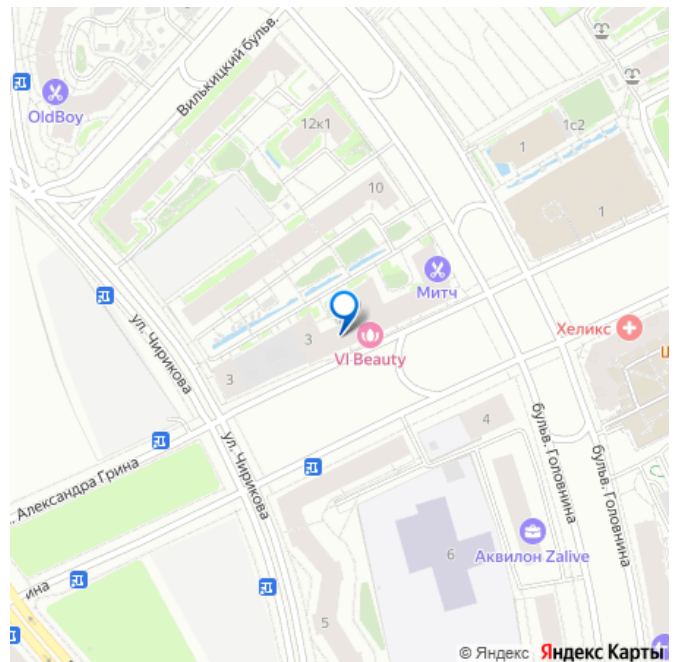 Вилькицкий бульв.
OldBoy
12к1
1с2
1
10
1
Митч
Хеликс
ул. Чирикова
3
VI Beauty
3
4
бульв. Головнина
бульв. Головнина
ул. Чирикова
. Александра Грина
Аквилон Zalive
6
ина
5
© Яндекс Яндекс Карты